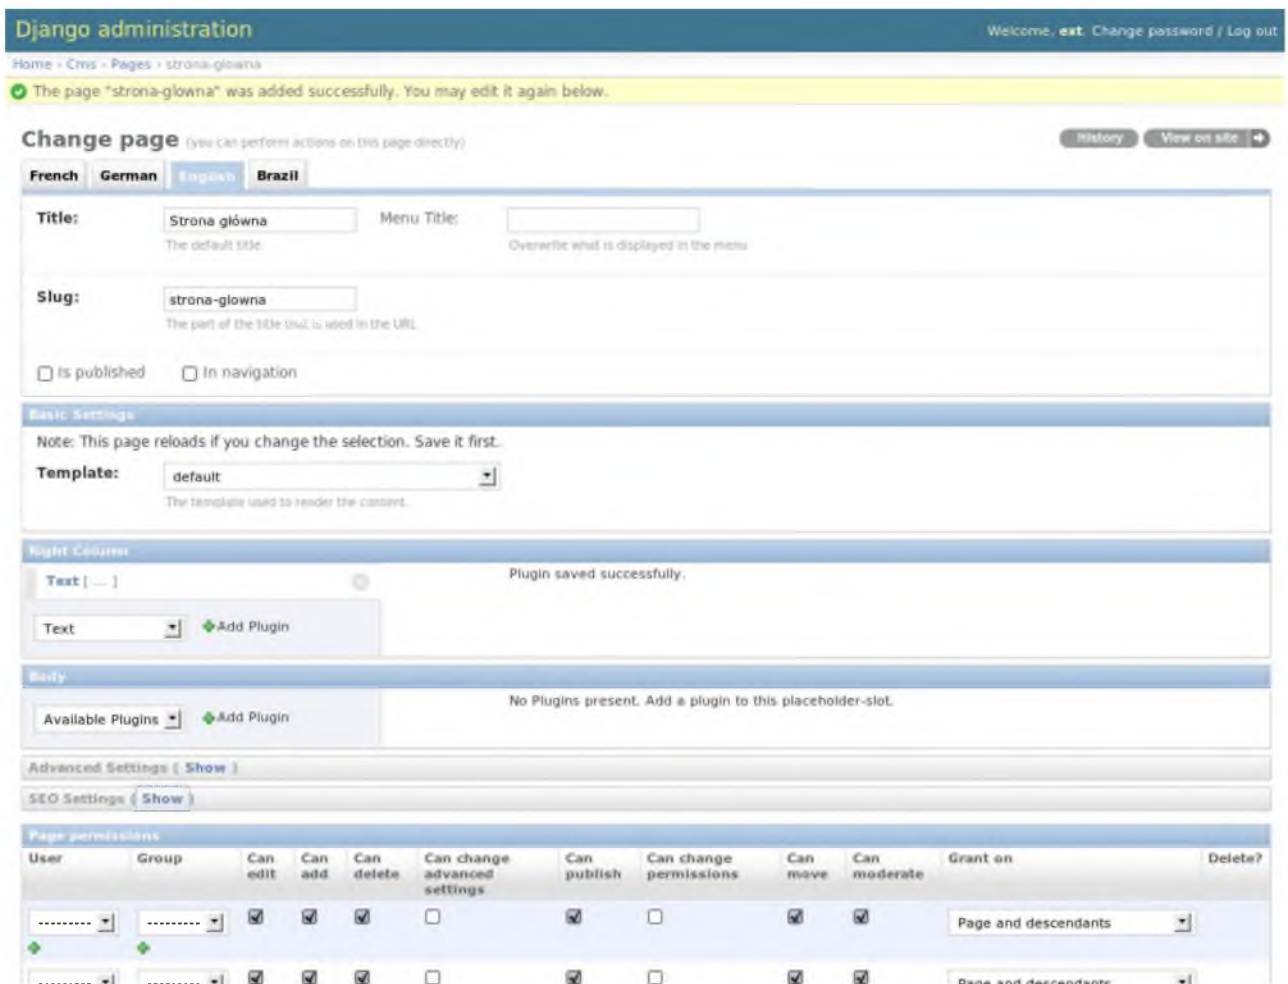 Django administration
Welcome, ext. Change password / Log out
Home › Cms › Pages › strona-glowna
The page "strona-glowna" was added successfully. You may edit it again below.
Change page (you can perform actions on this page directly)
History View on site
French German English Brazil
Title: Strona główna Menu Title:
The default title Overwrite what is displayed in the menu
Slug: strona-glowna
The part of the title that is used in the URL
Is published In navigation
Basic Settings
Note: This page reloads if you change the selection. Save it first.
Template: default
The template used to render the content.
Right Column
Text [ ... ] Plugin saved successfully.
Text Add Plugin
Body
No Plugins present. Add a plugin to this placeholder-slot.
Available Plugins Add Plugin
Advanced Settings ( Show )
SEO Settings ( Show )
Page permissions
User Group Can edit Can add Can delete Can change advanced settings Can publish Can change permissions Can move Can moderate Grant on Delete?
--------- --------- Page and descendants
--------- --------- Page and descendants